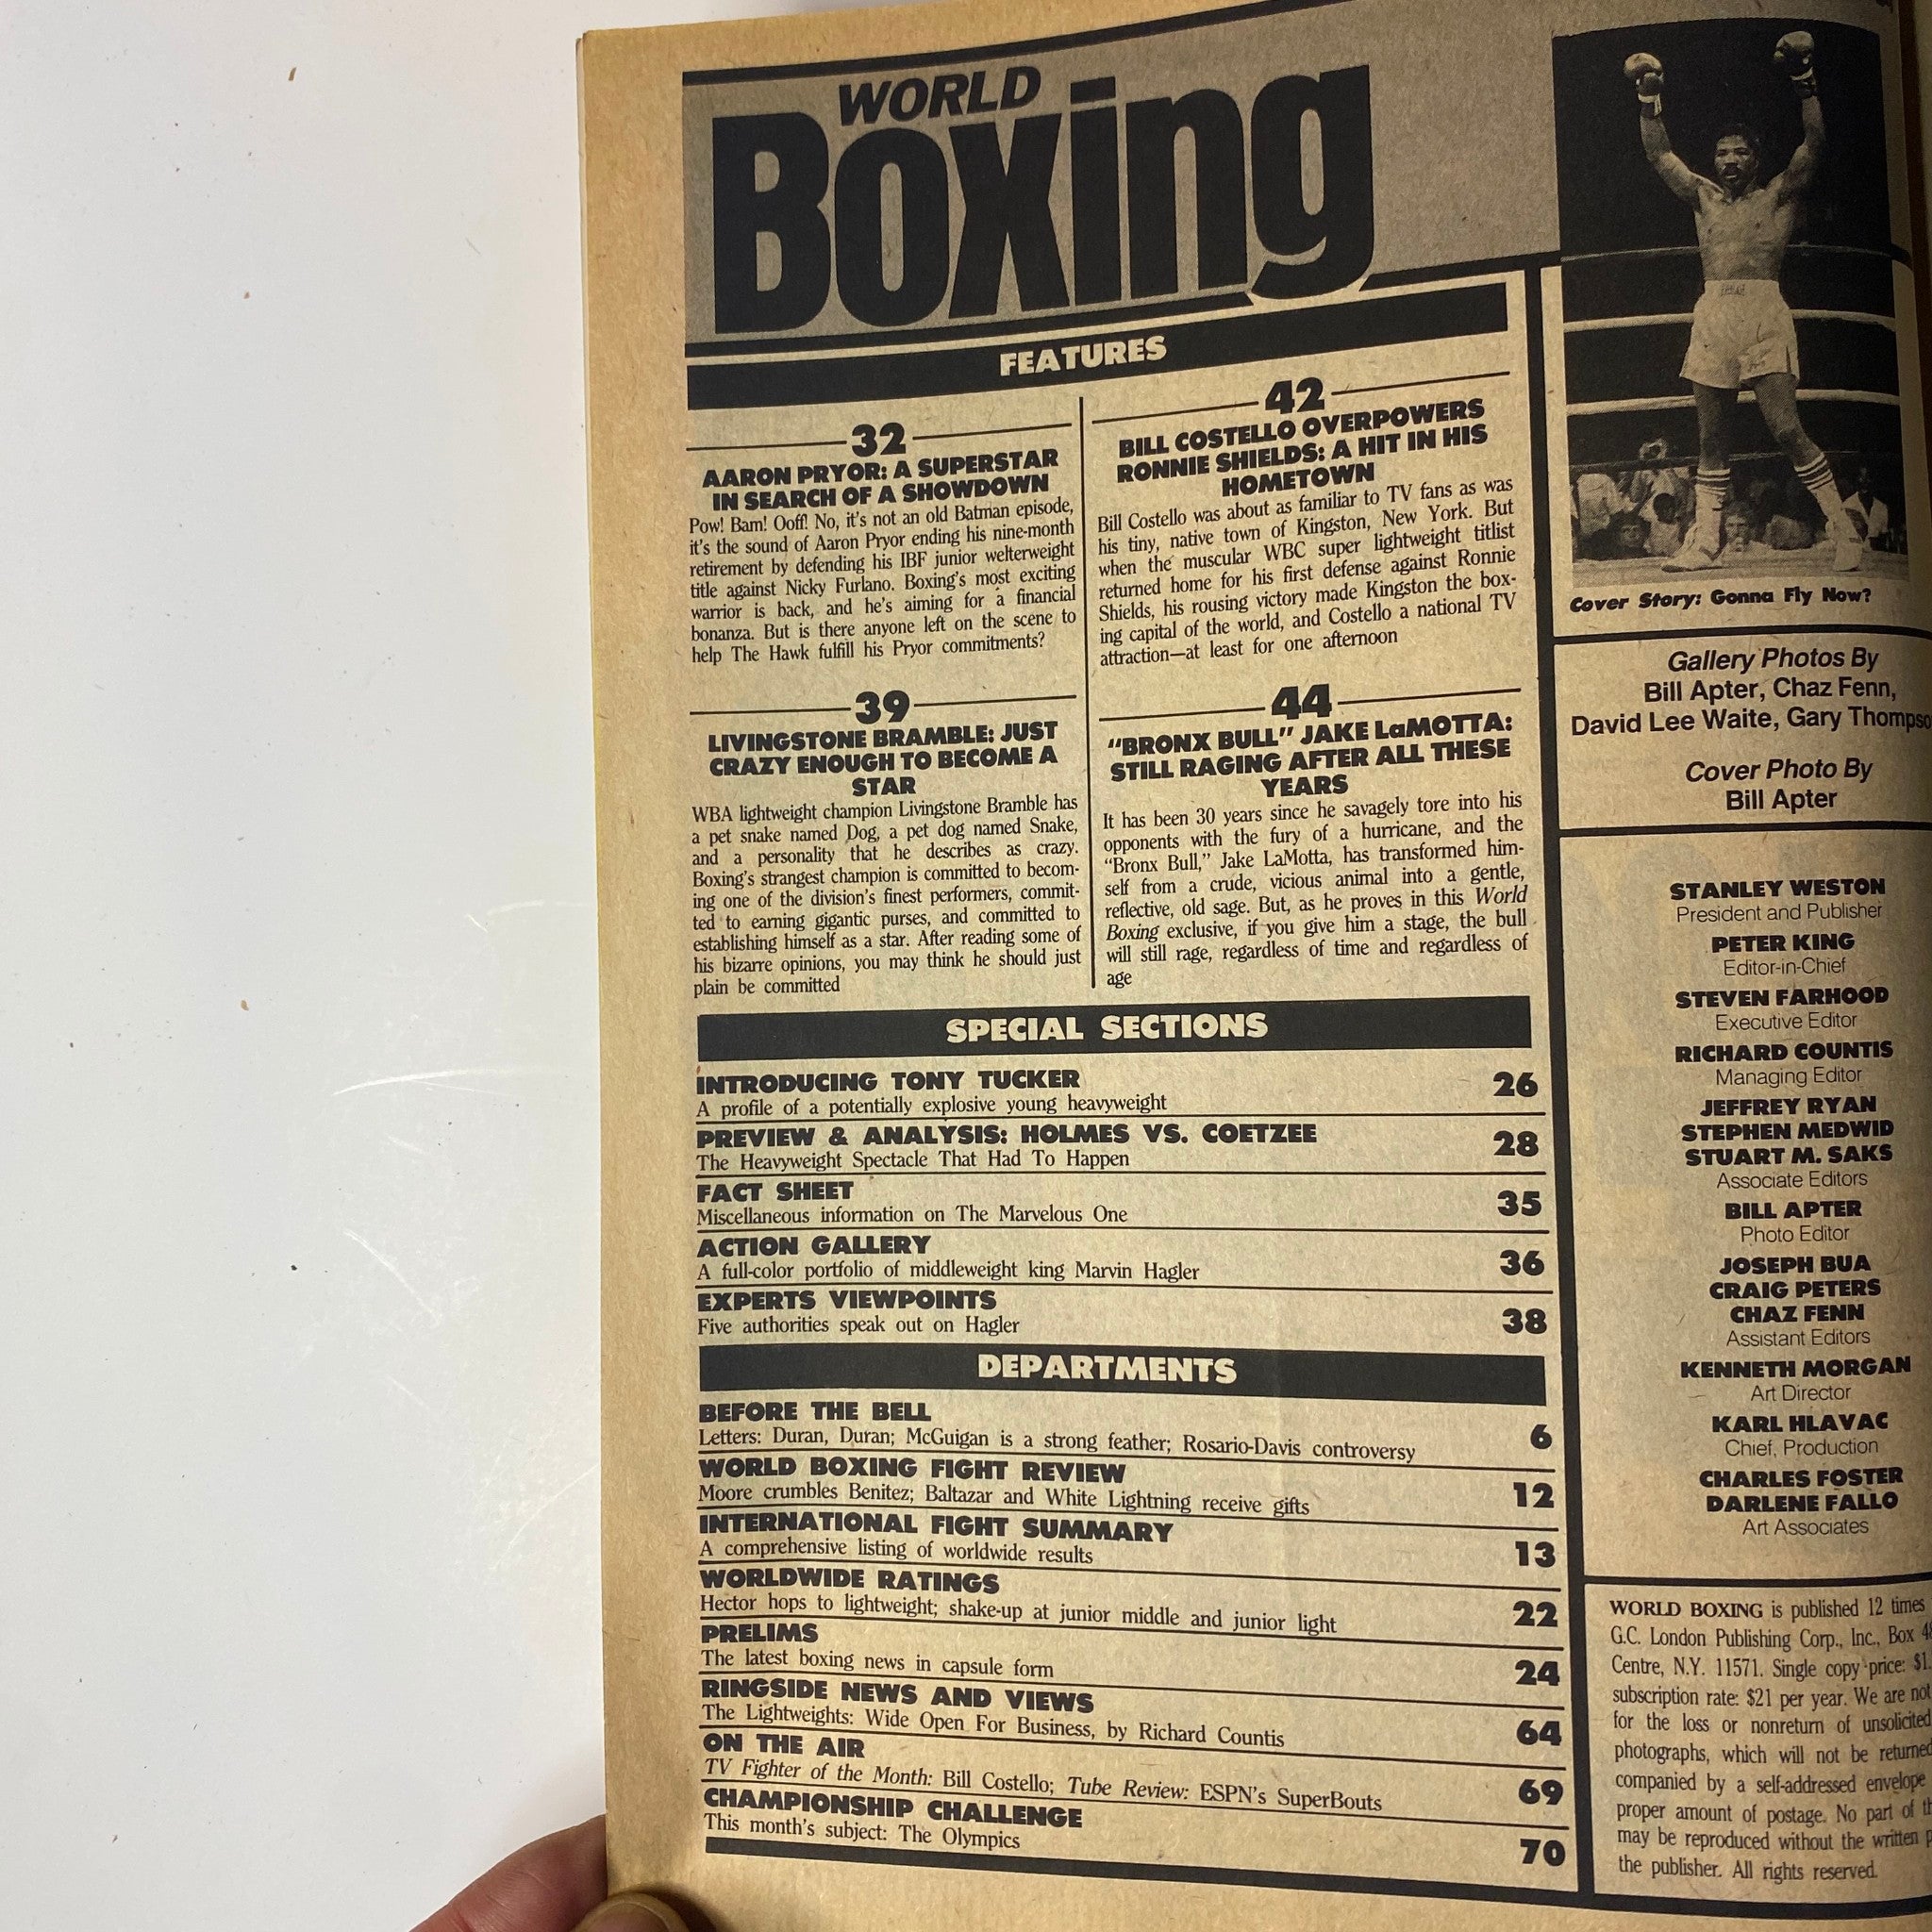 WORLD
Boxing
FEATURES
32
AARON PRYOR: A SUPERSTAR
IN SEARCH OF A SHOWDOWN
Pow! Bam! Ooff! No, it's not an old Batman episode,
it's the sound of Aaron Pryor ending his nine-month
retirement by defending his IBF junior welterweight
title against Nicky Furlano. Boxing's most exciting
warrior is back, and he's aiming for a financial
bonanza. But is there anyone left on the scene to
help The Hawk fulfill his Pryor commitments?
39
LIVINGSTONE BRAMBLE: JUST
CRAZY ENOUGH TO BECOME A
STAR
WBA lightweight champion Livingstone Bramble has
a pet snake named Dog, a pet dog named Snake,
and a personality that he describes as crazy.
Boxing's strangest champion is committed to becom-
ing one of the division's finest performers, commit-
ted to earning gigantic purses, and committed to
establishing himself as a star. After reading some of
his bizarre opinions, you may think he should just
plain be committed
42
BILL COSTELLO OVERPOWERS
RONNIE SHIELDS: A HIT IN HIS
HOMETOWN
Bill Costello was about as familiar to TV fans as was
his tiny, native town of Kingston, New York. But
when the muscular WBC super lightweight titlist
returned home for his first defense against Ronnie
Shields, his rousing victory made Kingston the box-
ing capital of the world, and Costello a national TV
attraction—at least for one afternoon
44
"BRONX BULL" JAKE LaMOTTA:
STILL RAGING AFTER ALL THESE
YEARS
It has been 30 years since he savagely tore into his
opponents with the fury of a hurricane, and the
"Bronx Bull," Jake LaMotta, has transformed him-
self from a crude, vicious animal into a gentle,
reflective, old sage. But, as he proves in this World
Boxing exclusive, if you give him a stage, the bull
will still rage, regardless of time and regardless of
age
SPECIAL SECTIONS
INTRODUCING TONY TUCKER
A profile of a potentially explosive young heavyweight 26
PREVIEW & ANALYSIS: HOLMES VS. COETZEE
The Heavyweight Spectacle That Had To Happen 28
FACT SHEET
Miscellaneous information on The Marvelous One 35
ACTION GALLERY
A full-color portfolio of middleweight king Marvin Hagler 36
EXPERTS VIEWPOINTS
Five authorities speak out on Hagler 38
DEPARTMENTS
BEFORE THE BELL
Letters: Duran, Duran; McGuigan is a strong feather; Rosario-Davis controversy 6
WORLD BOXING FIGHT REVIEW
Moore crumbles Benitez; Baltazar and White Lightning receive gifts 12
INTERNATIONAL FIGHT SUMMARY
A comprehensive listing of worldwide results 13
WORLDWIDE RATINGS
Hector hops to lightweight; shake-up at junior middle and junior light 22
PRELIMS
The latest boxing news in capsule form 24
RINGSIDE NEWS AND VIEWS
The Lightweights: Wide Open For Business, by Richard Countis 64
ON THE AIR
TV Fighter of the Month: Bill Costello; Tube Review: ESPN's SuperBouts 69
CHAMPIONSHIP CHALLENGE
This month's subject: The Olympics 70
Cover Story: Gonna Fly Now?
Gallery Photos By
Bill Apter, Chaz Fenn,
David Lee Waite, Gary Thompso
Cover Photo By
Bill Apter
STANLEY WESTON
President and Publisher
PETER KING
Editor-in-Chief
STEVEN FARHOOD
Executive Editor
RICHARD COUNTIS
Managing Editor
JEFFREY RYAN
STEPHEN MEDWID
STUART M. SAKS
Associate Editors
BILL APTER
Photo Editor
JOSEPH BUA
CRAIG PETERS
CHAZ FENN
Assistant Editors
KENNETH MORGAN
Art Director
KARL HLAVAC
Chief, Production
CHARLES FOSTER
DARLENE FALLO
Art Associates
WORLD BOXING is published 12 times
G.C. London Publishing Corp., Inc., Box
Centre, N.Y. 11571. Single copy price:
subscription rate: $21 per year. We are not
for the loss or nonreturn of unsolicited
photographs, which will not be returned
companied by a self-addressed envelope
proper amount of postage. No part of
may be reproduced without the written
the publisher. All rights reserved.